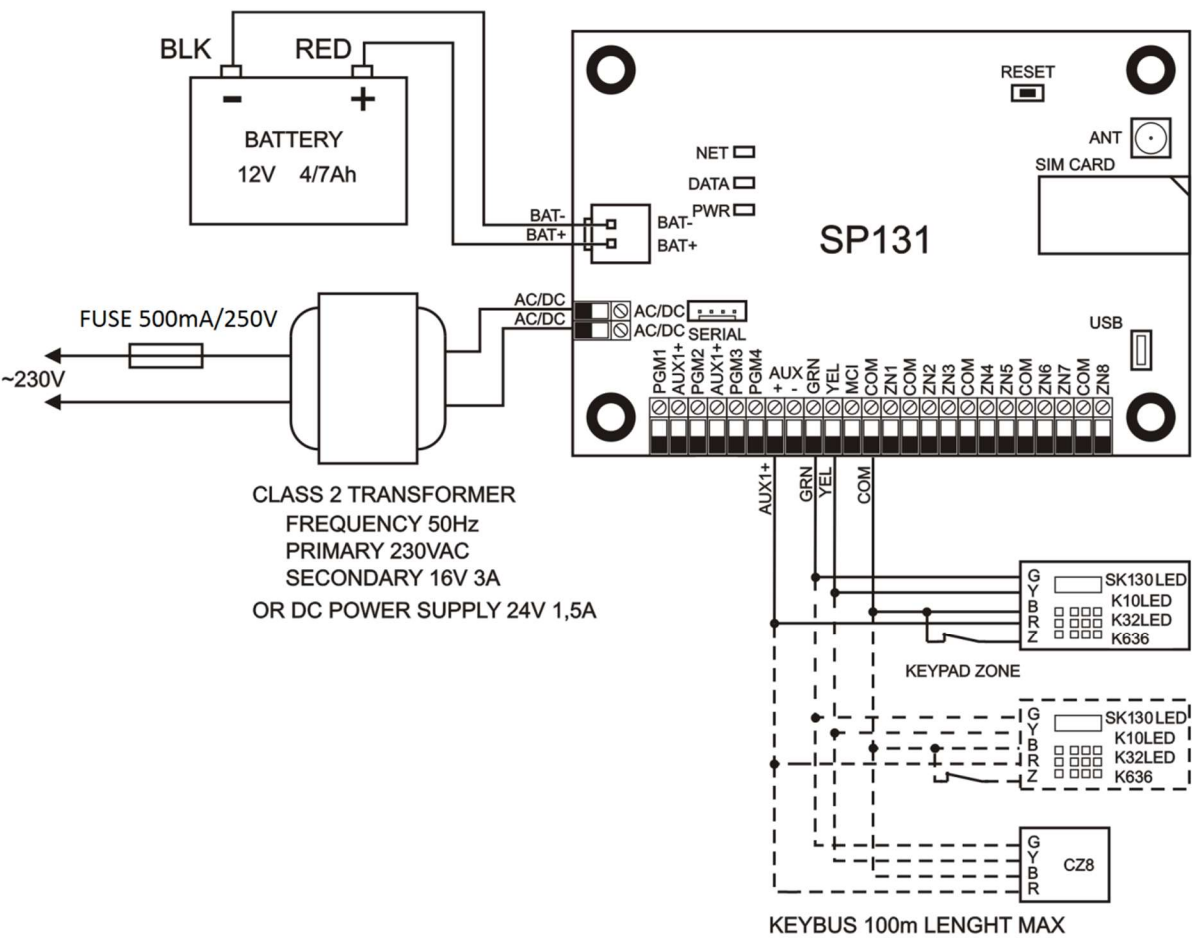 BLK RED
- +
BATTERY
12V 4/7Ah
RESET
ANT
SIM CARD
NET
DATA
PWR
BAT-
BAT+
BAT-
BAT+
SP131
FUSE 500mA/250V
~230V
AC/DC
AC/DC
AC/DC
AC/DC
SERIAL
USB
PGM1
AUX1+
PGM2
AUX1+
PGM3
PGM4
AUX
+ -
GRN
YEL
MCI
COM
ZN1
COM
ZN2
ZN3
COM
ZN4
ZN5
COM
ZN6
ZN7
COM
ZN8
AUX1+
GRN
YEL
COM
CLASS 2 TRANSFORMER
FREQUENCY 50Hz
PRIMARY 230VAC
SECONDARY 16V 3A
OR DC POWER SUPPLY 24V 1,5A
G
Y
B
R
Z
SK130 LED
K10LED
K32LED
K636
KEYPAD ZONE
G
Y
B
R
Z
SK130 LED
K10LED
K32LED
K636
G
Y
B
R
CZ8
KEYBUS 100m LENGHT MAX